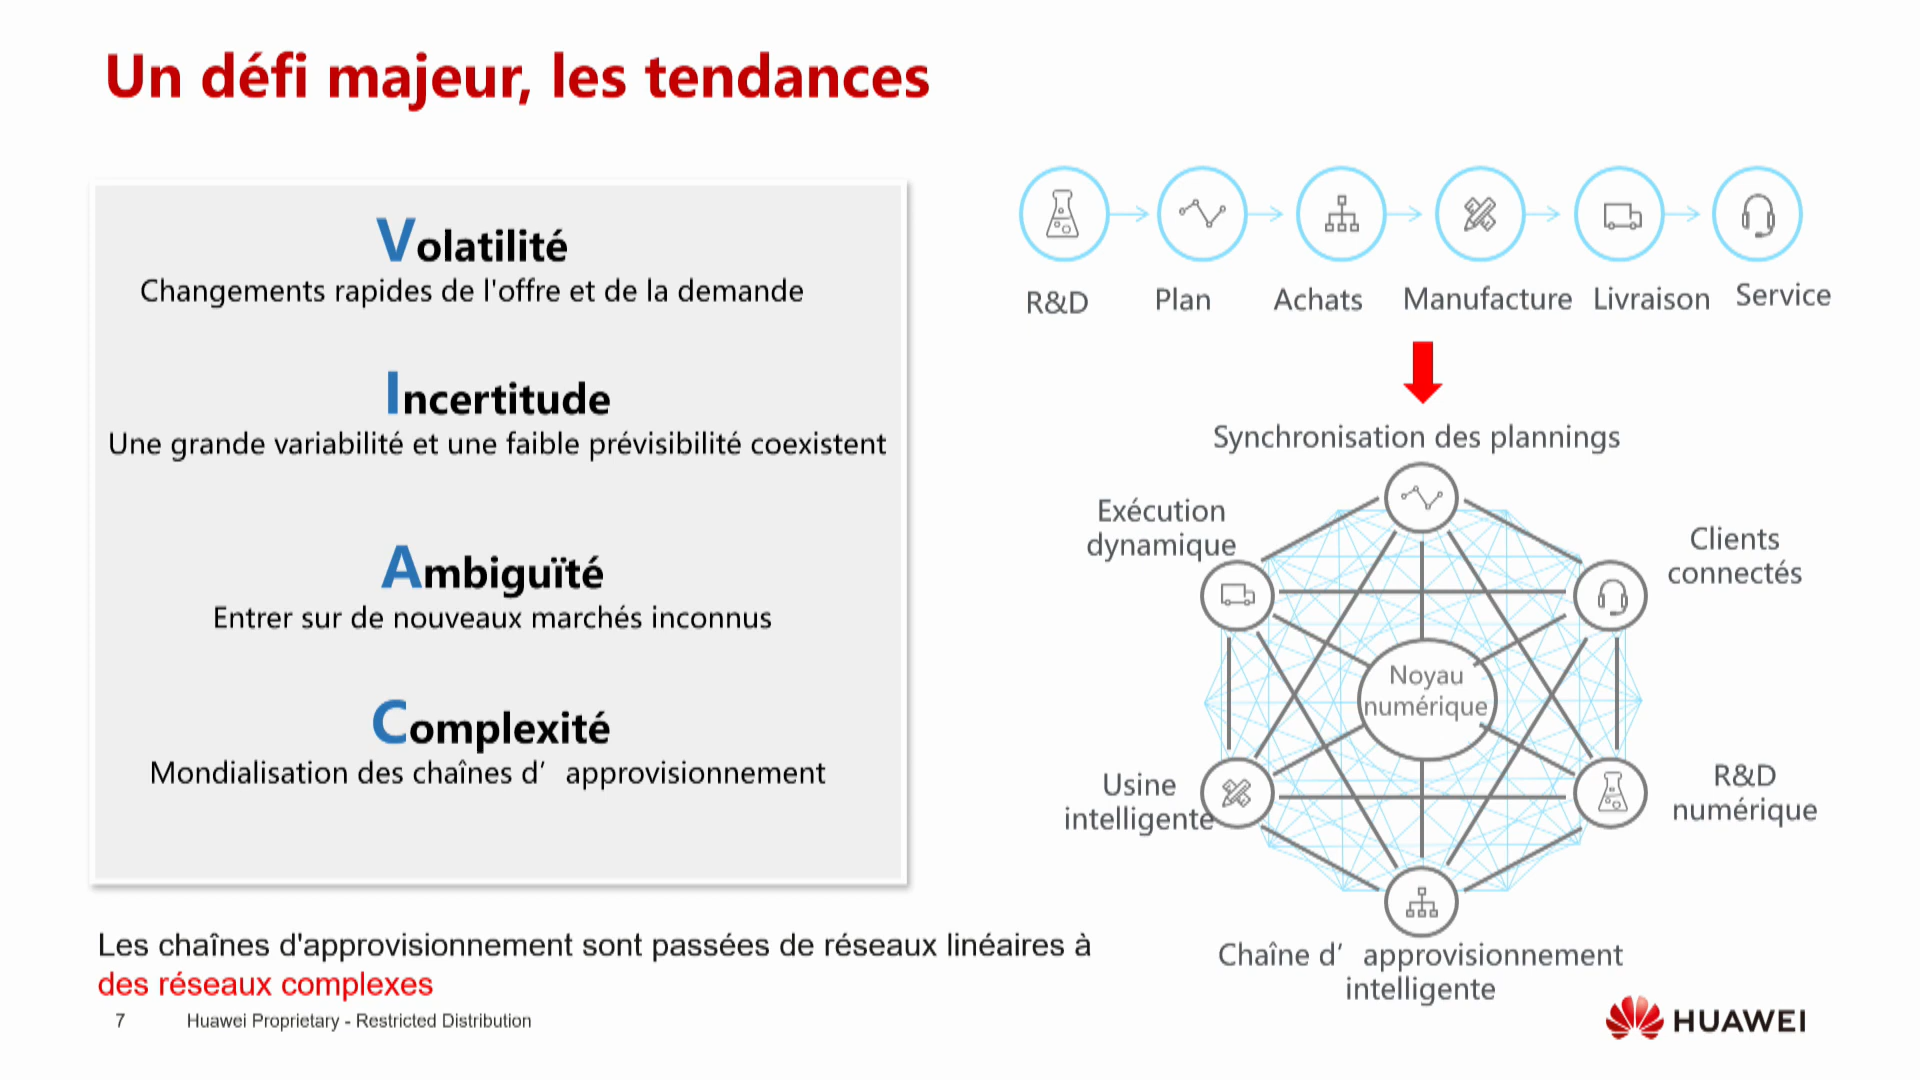 Un défi majeur, les tendances
Volatilité
Changements rapides de l'offre et de la demande
Incertitude
Une grande variabilité et une faible prévisibilité coexistent
Ambiguïté
Entrer sur de nouveaux marchés inconnus
Complexité
Mondialisation des chaînes d’ approvisionnement
R&D Plan Achats Manufacture Livraison Service
Synchronisation des plannings
Exécution
dynamique
Clients
connectés
Noyau
numérique
Usine
intelligente
R&D
numérique
Chaîne d’ approvisionnement
intelligente
Les chaînes d'approvisionnement sont passées de réseaux linéaires à
des réseaux complexes
7 Huawei Proprietary - Restricted Distribution
HUAWEI